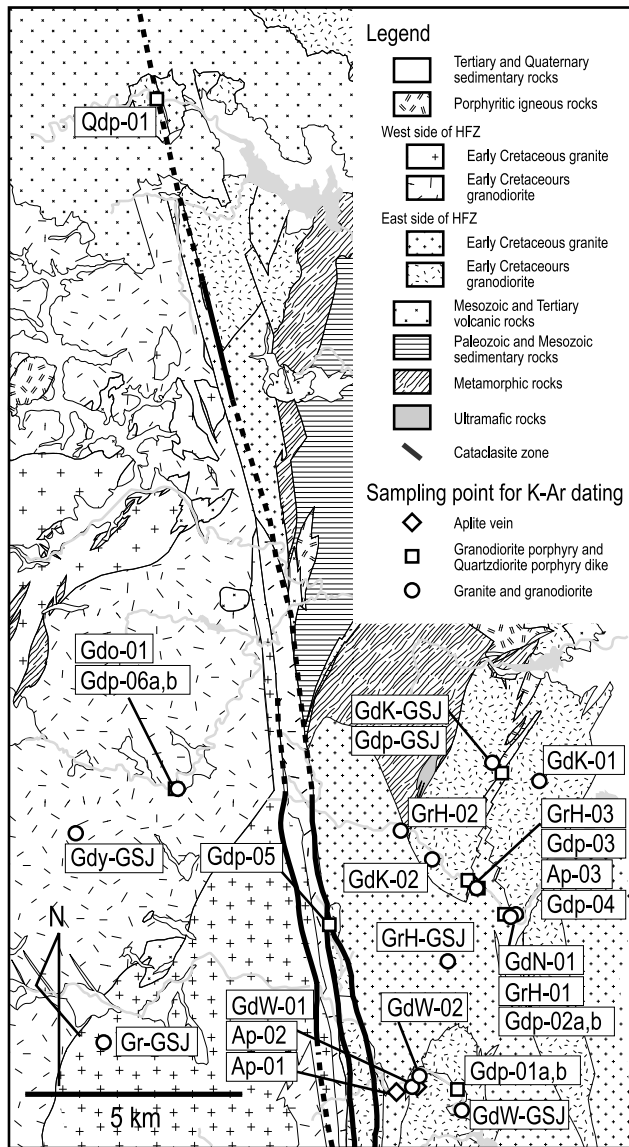 Legend
Tertiary and Quaternary
sedimentary rocks
Porphyritic igneous rocks
West side of HFZ
Early Cretaceous granite
Early Cretaceours
granodiorite
East side of HFZ
Early Cretaceous granite
Early Cretaceours
granodiorite
Mesozoic and Tertiary
volcanic rocks
Paleozoic and Mesozoic
sedimentary rocks
Metamorphic rocks
Ultramafic rocks
Cataclasite zone
Sampling point for K-Ar dating
Aplite vein
Granodiorite porphyry and
Quartzdiorite porphyry dike
Granite and granodiorite
Qdp-01
Gdo-01
Gdp-06a,b
GdK-GSJ
Gdp-GSJ
GdK-01
GrH-02
GrH-03
Gdp-03
Ap-03
Gdp-04
Gdy-GSJ
Gdp-05
GdK-02
N
GrH-GSJ
GdN-01
GrH-01
Gdp-02a,b
GdW-01
Ap-02
Ap-01
GdW-02
Gr-GSJ
Gdp-01a,b
5 km
GdW-GSJ